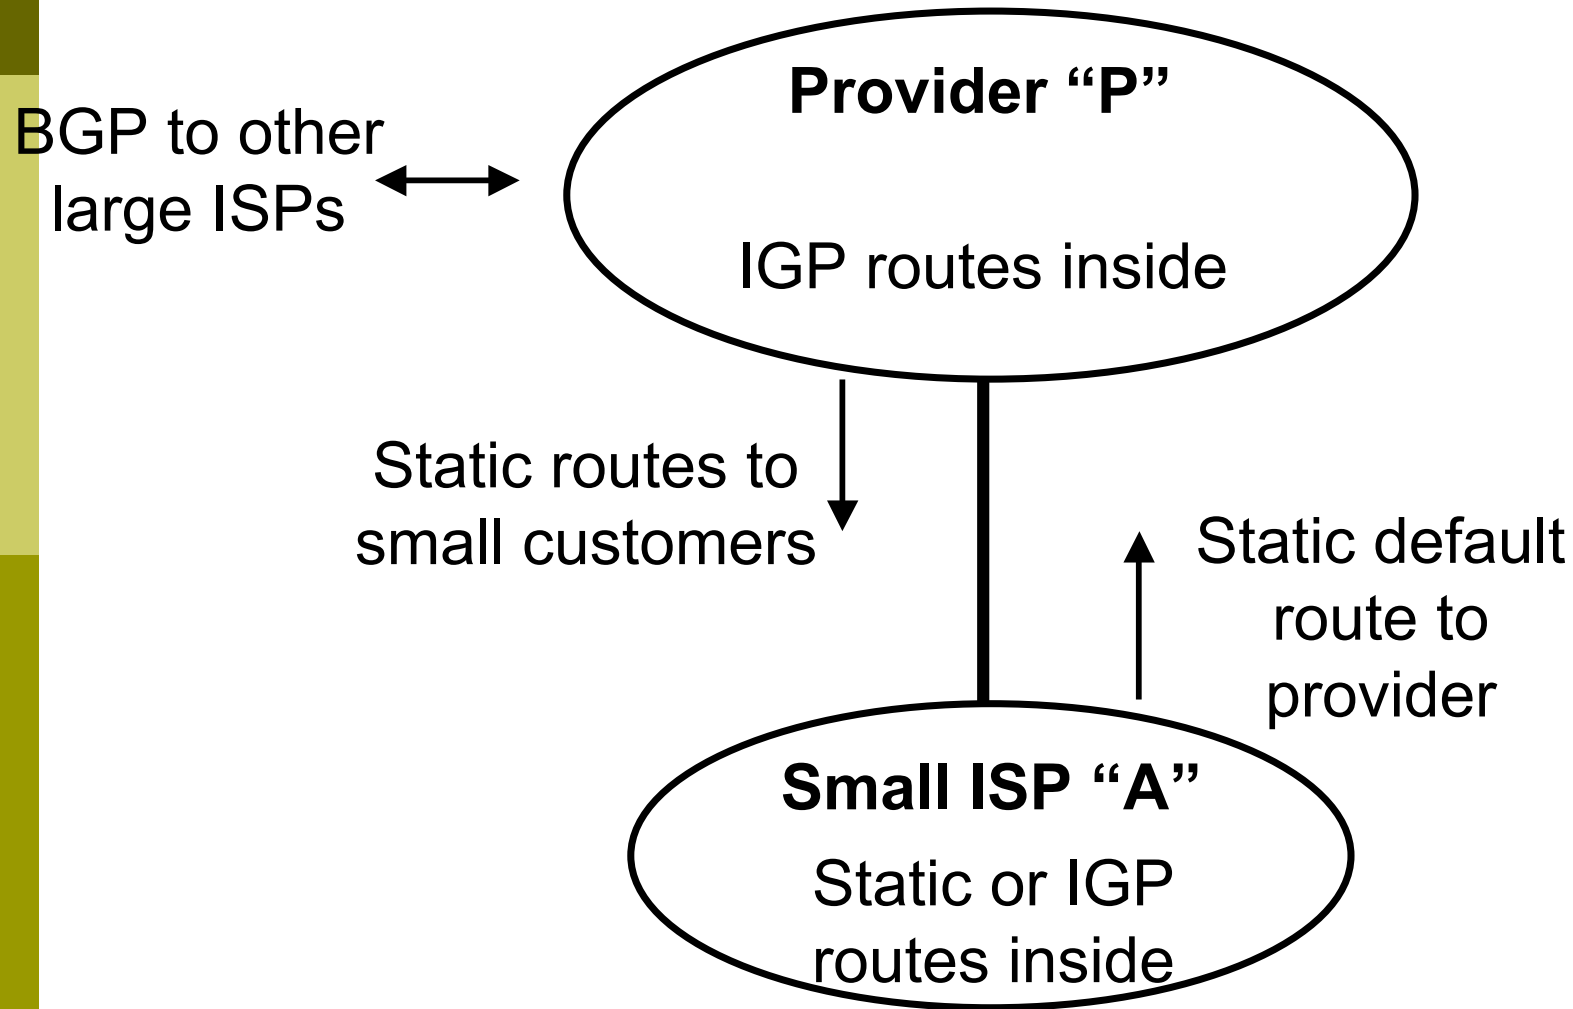 Provider “P”
BGP to other
large ISPs
IGP routes inside
Static routes to
small customers
Static default
route to
provider
Small ISP “A”
Static or IGP
routes inside